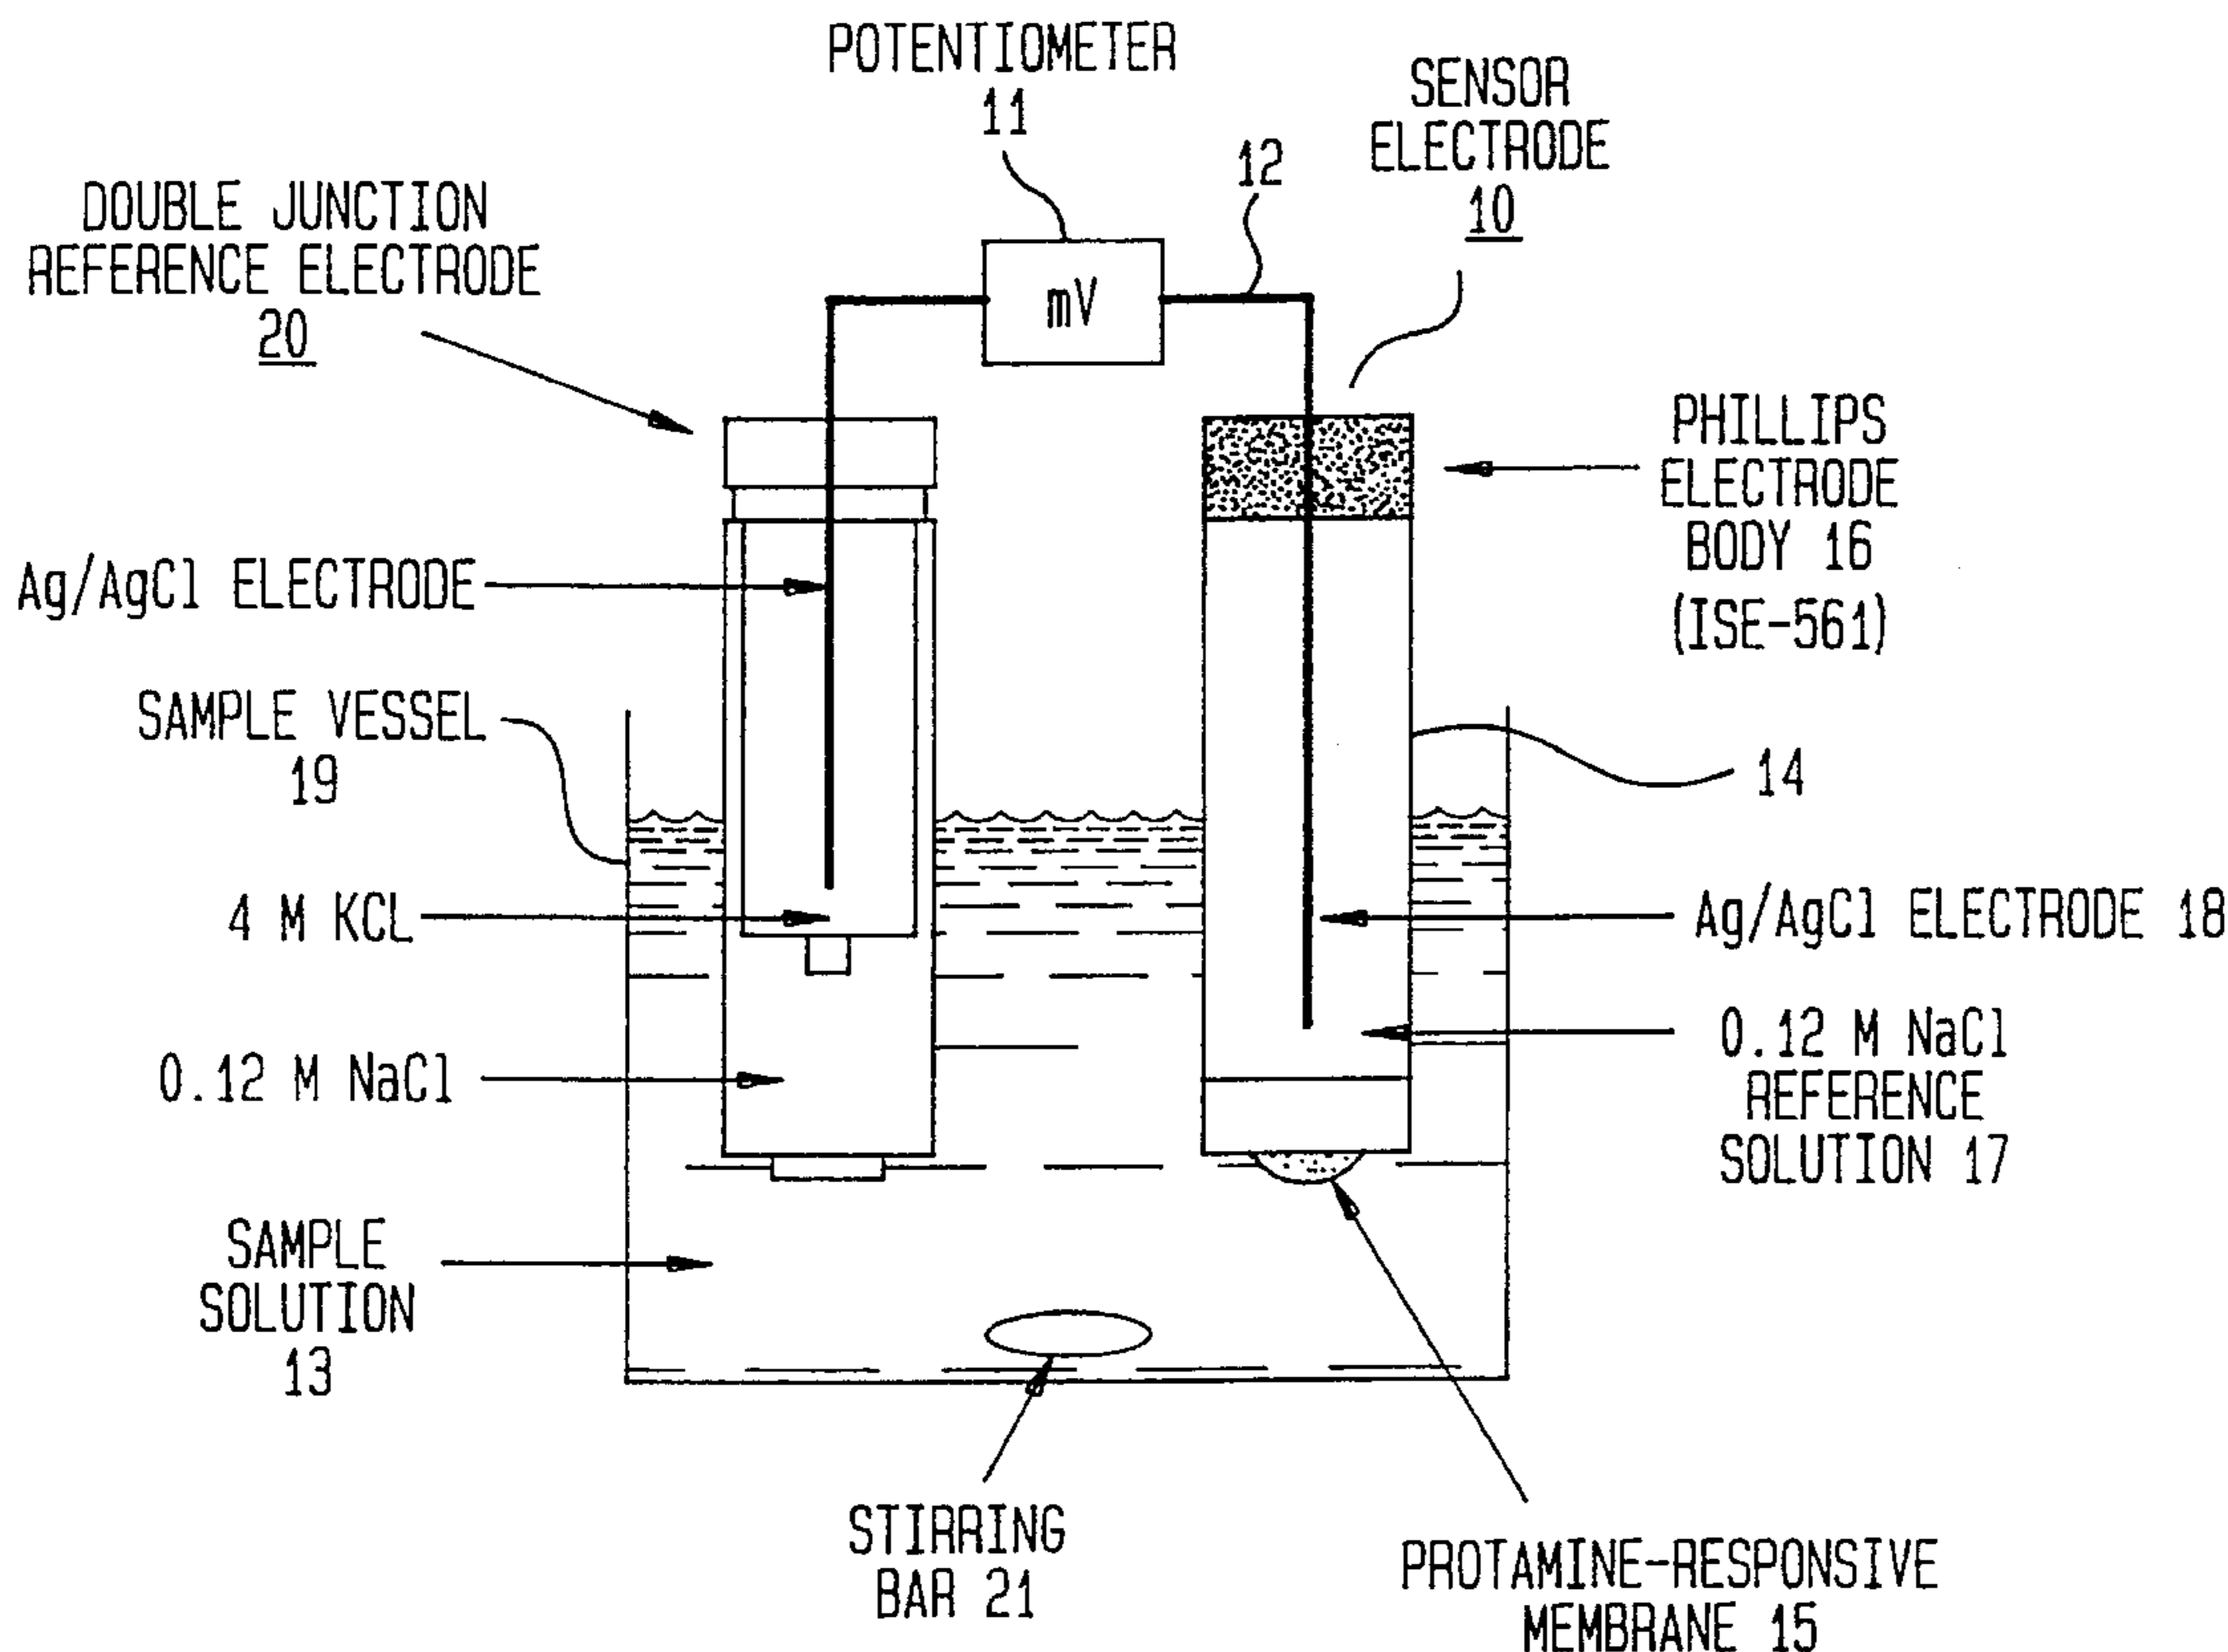 POTENTIOMETER
11
SENSOR
ELECTRODE
10
12
DOUBLE JUNCTION
REFERENCE ELECTRODE
20
mV
PHILLIPS
ELECTRODE
BODY 16
(ISE-561)
Ag/AgCl ELECTRODE
SAMPLE VESSEL
19
14
4 M KCL
Ag/AgCl ELECTRODE 18
0.12 M NaCl
0.12 M NaCl
REFERENCE
SOLUTION 17
SAMPLE
SOLUTION
13
STIRRING
BAR 21
PROTAMINE-RESPONSIVE
MEMBRANE 15